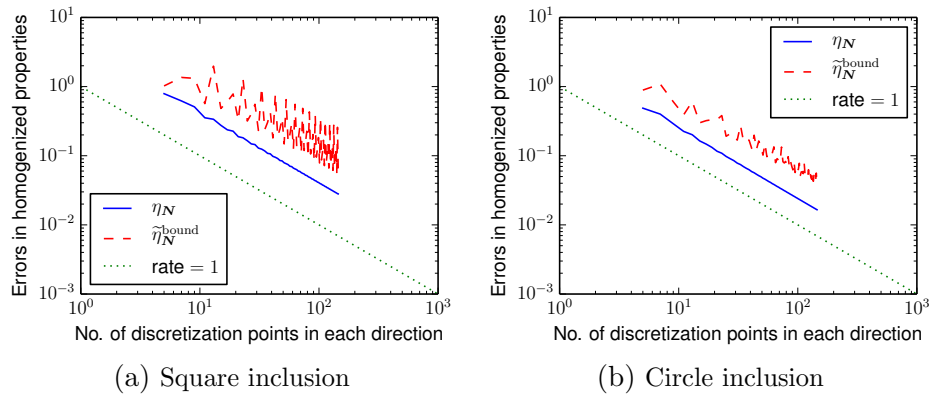 10^1
10^0
10^-1
10^-2
10^-3
Errors in homogenized properties
η_N
η̃_N^bound
rate = 1
10^0 10^1 10^2 10^3
No. of discretization points in each direction
(a) Square inclusion
10^1
10^0
10^-1
10^-2
10^-3
Errors in homogenized properties
η_N
η̃_N^bound
rate = 1
10^0 10^1 10^2 10^3
No. of discretization points in each direction
(b) Circle inclusion